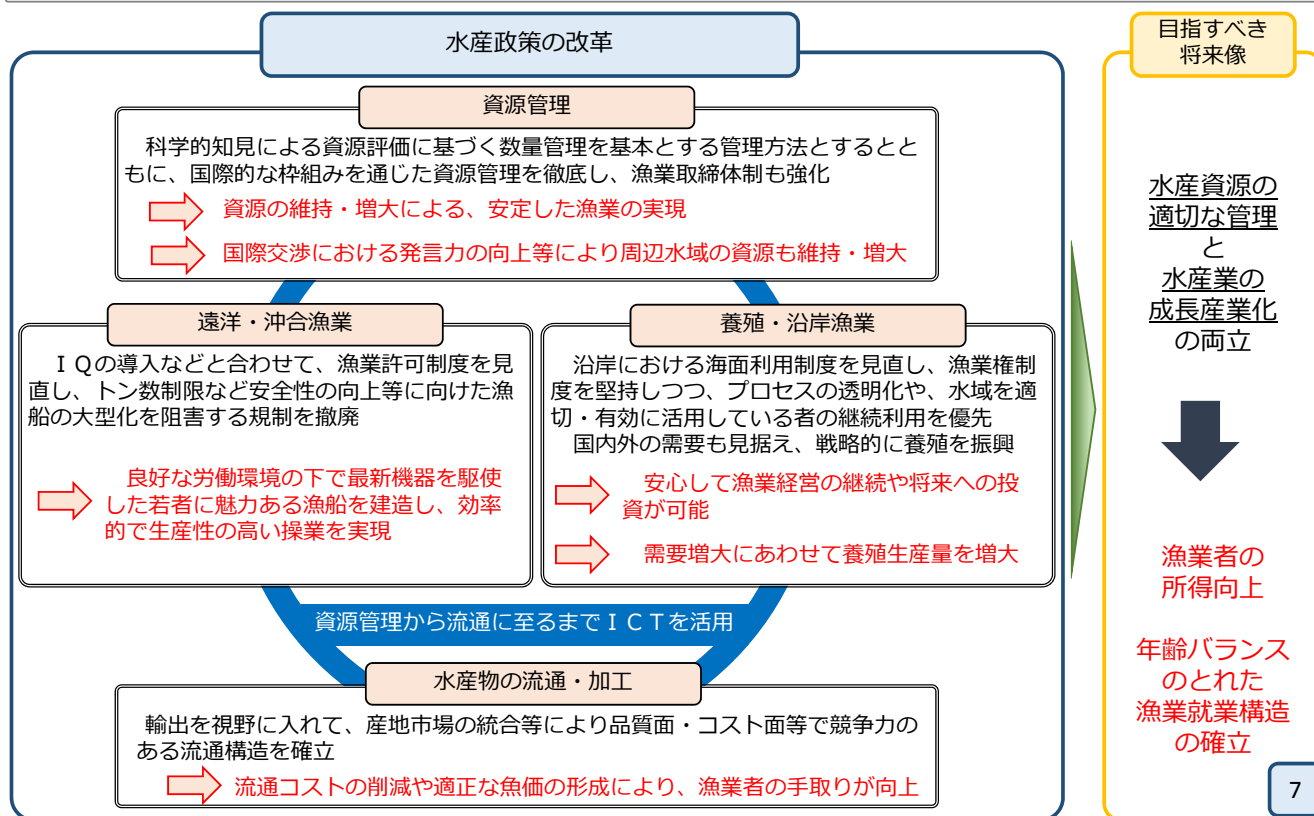 水産政策の改革
資源管理
科学的知見による資源評価に基づく数量管理を基本とする管理方法とするとと
もに、国際的な枠組みを通じた資源管理を徹底し、漁業取締体制も強化
資源の維持・増大による、安定した漁業の実現
国際交渉における発言力の向上等により周辺水域の資源も維持・増大
遠洋・沖合漁業
ＩＱの導入などと合わせて、漁業許可制度を見
直し、トン数制限など安全性の向上等に向けた漁
船の大型化を阻害する規制を撤廃
良好な労働環境の下で最新機器を駆使
した若者に魅力ある漁船を建造し、効率
的で生産性の高い操業を実現
養殖・沿岸漁業
沿岸における海面利用制度を見直し、漁業権制
度を堅持しつつ、プロセスの透明化や、水域を適
切・有効に活用している者の継続利用を優先
国内外の需要も見据え、戦略的に養殖を振興
安心して漁業経営の継続や将来への投
資が可能
需要増大にあわせて養殖生産量を増大
資源管理から流通に至るまでＩＣＴを活用
水産物の流通・加工
輸出を視野に入れて、産地市場の統合等により品質面・コスト面等で競争力の
ある流通構造を確立
流通コストの削減や適正な魚価の形成により、漁業者の手取りが向上
目指すべき
将来像
水産資源の
適切な管理
と
水産業の
成長産業化
の両立
漁業者の
所得向上
年齢バランス
のとれた
漁業就業構造
の確立
7